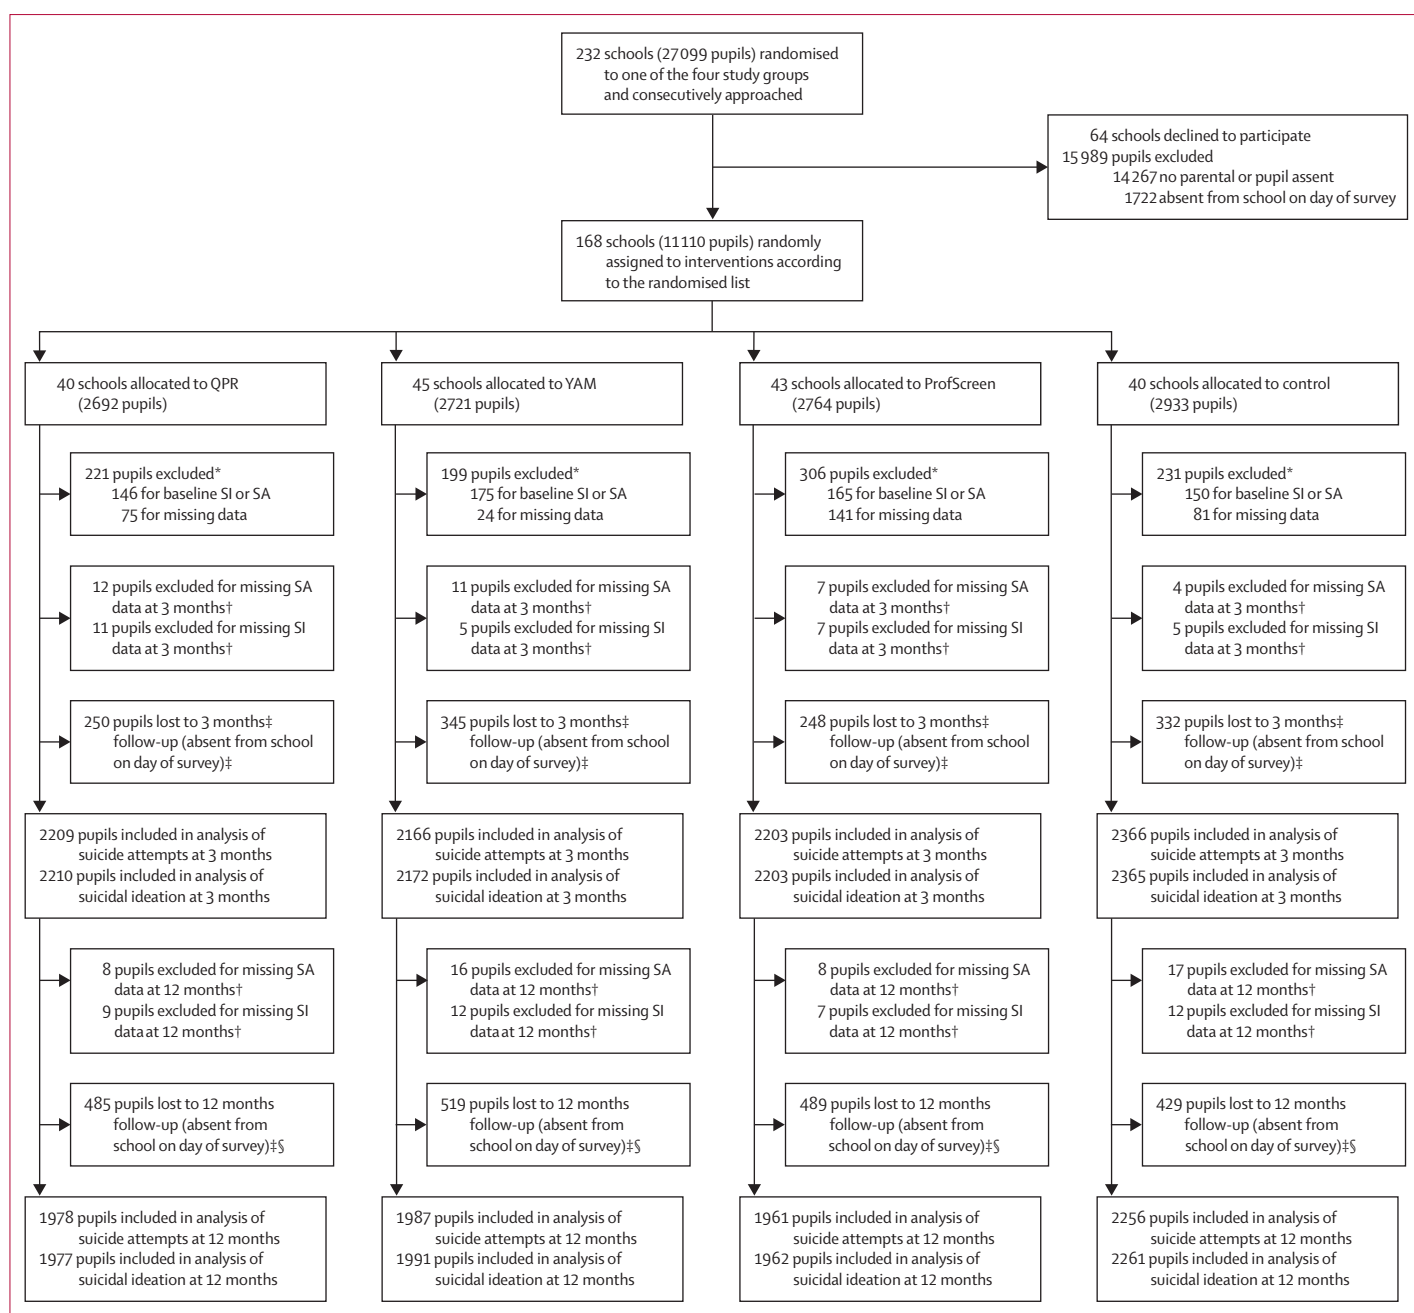 232 schools (27 099 pupils) randomised
to one of the four study groups
and consecutively approached
64 schools declined to participate
15 989 pupils excluded
14 267 no parental or pupil assent
1722 absent from school on day of survey
168 schools (11 110 pupils) randomly
assigned to interventions according
to the randomised list
40 schools allocated to QPR
(2692 pupils)
45 schools allocated to YAM
(2721 pupils)
43 schools allocated to ProfScreen
(2764 pupils)
40 schools allocated to control
(2933 pupils)
221 pupils excluded*
146 for baseline SI or SA
75 for missing data
199 pupils excluded*
175 for baseline SI or SA
24 for missing data
306 pupils excluded*
165 for baseline SI or SA
141 for missing data
231 pupils excluded*
150 for baseline SI or SA
81 for missing data
12 pupils excluded for missing SA
data at 3 months†
11 pupils excluded for missing SI
data at 3 months†
11 pupils excluded for missing SA
data at 3 months†
5 pupils excluded for missing SI
data at 3 months†
7 pupils excluded for missing SA
data at 3 months†
7 pupils excluded for missing SI
data at 3 months†
4 pupils excluded for missing SA
data at 3 months†
5 pupils excluded for missing SI
data at 3 months†
250 pupils lost to 3 months‡
follow-up (absent from school
on day of survey)‡
345 pupils lost to 3 months‡
follow-up (absent from school
on day of survey)‡
248 pupils lost to 3 months‡
follow-up (absent from school
on day of survey)‡
332 pupils lost to 3 months‡
follow-up (absent from school
on day of survey)‡
2209 pupils included in analysis of
suicide attempts at 3 months
2210 pupils included in analysis of
suicidal ideation at 3 months
2166 pupils included in analysis of
suicide attempts at 3 months
2172 pupils included in analysis of
suicidal ideation at 3 months
2203 pupils included in analysis of
suicide attempts at 3 months
2203 pupils included in analysis of
suicidal ideation at 3 months
2366 pupils included in analysis of
suicide attempts at 3 months
2365 pupils included in analysis of
suicidal ideation at 3 months
8 pupils excluded for missing SA
data at 12 months†
9 pupils excluded for missing SI
data at 12 months†
16 pupils excluded for missing SA
data at 12 months†
12 pupils excluded for missing SI
data at 12 months†
8 pupils excluded for missing SA
data at 12 months†
7 pupils excluded for missing SI
data at 12 months†
17 pupils excluded for missing SA
data at 12 months†
12 pupils excluded for missing SI
data at 12 months†
485 pupils lost to 12 months
follow-up (absent from
school on day of survey)‡§
519 pupils lost to 12 months
follow-up (absent from
school on day of survey)‡§
489 pupils lost to 12 months
follow-up (absent from
school on day of survey)‡§
429 pupils lost to 12 months
follow-up (absent from
school on day of survey)‡§
1978 pupils included in analysis of
suicide attempts at 12 months
1977 pupils included in analysis of
suicidal ideation at 12 months
1987 pupils included in analysis of
suicide attempts at 12 months
1991 pupils included in analysis of
suicidal ideation at 12 months
1961 pupils included in analysis of
suicide attempts at 12 months
1962 pupils included in analysis of
suicidal ideation at 12 months
2256 pupils included in analysis of
suicide attempts at 12 months
2261 pupils included in analysis of
suicidal ideation at 12 months